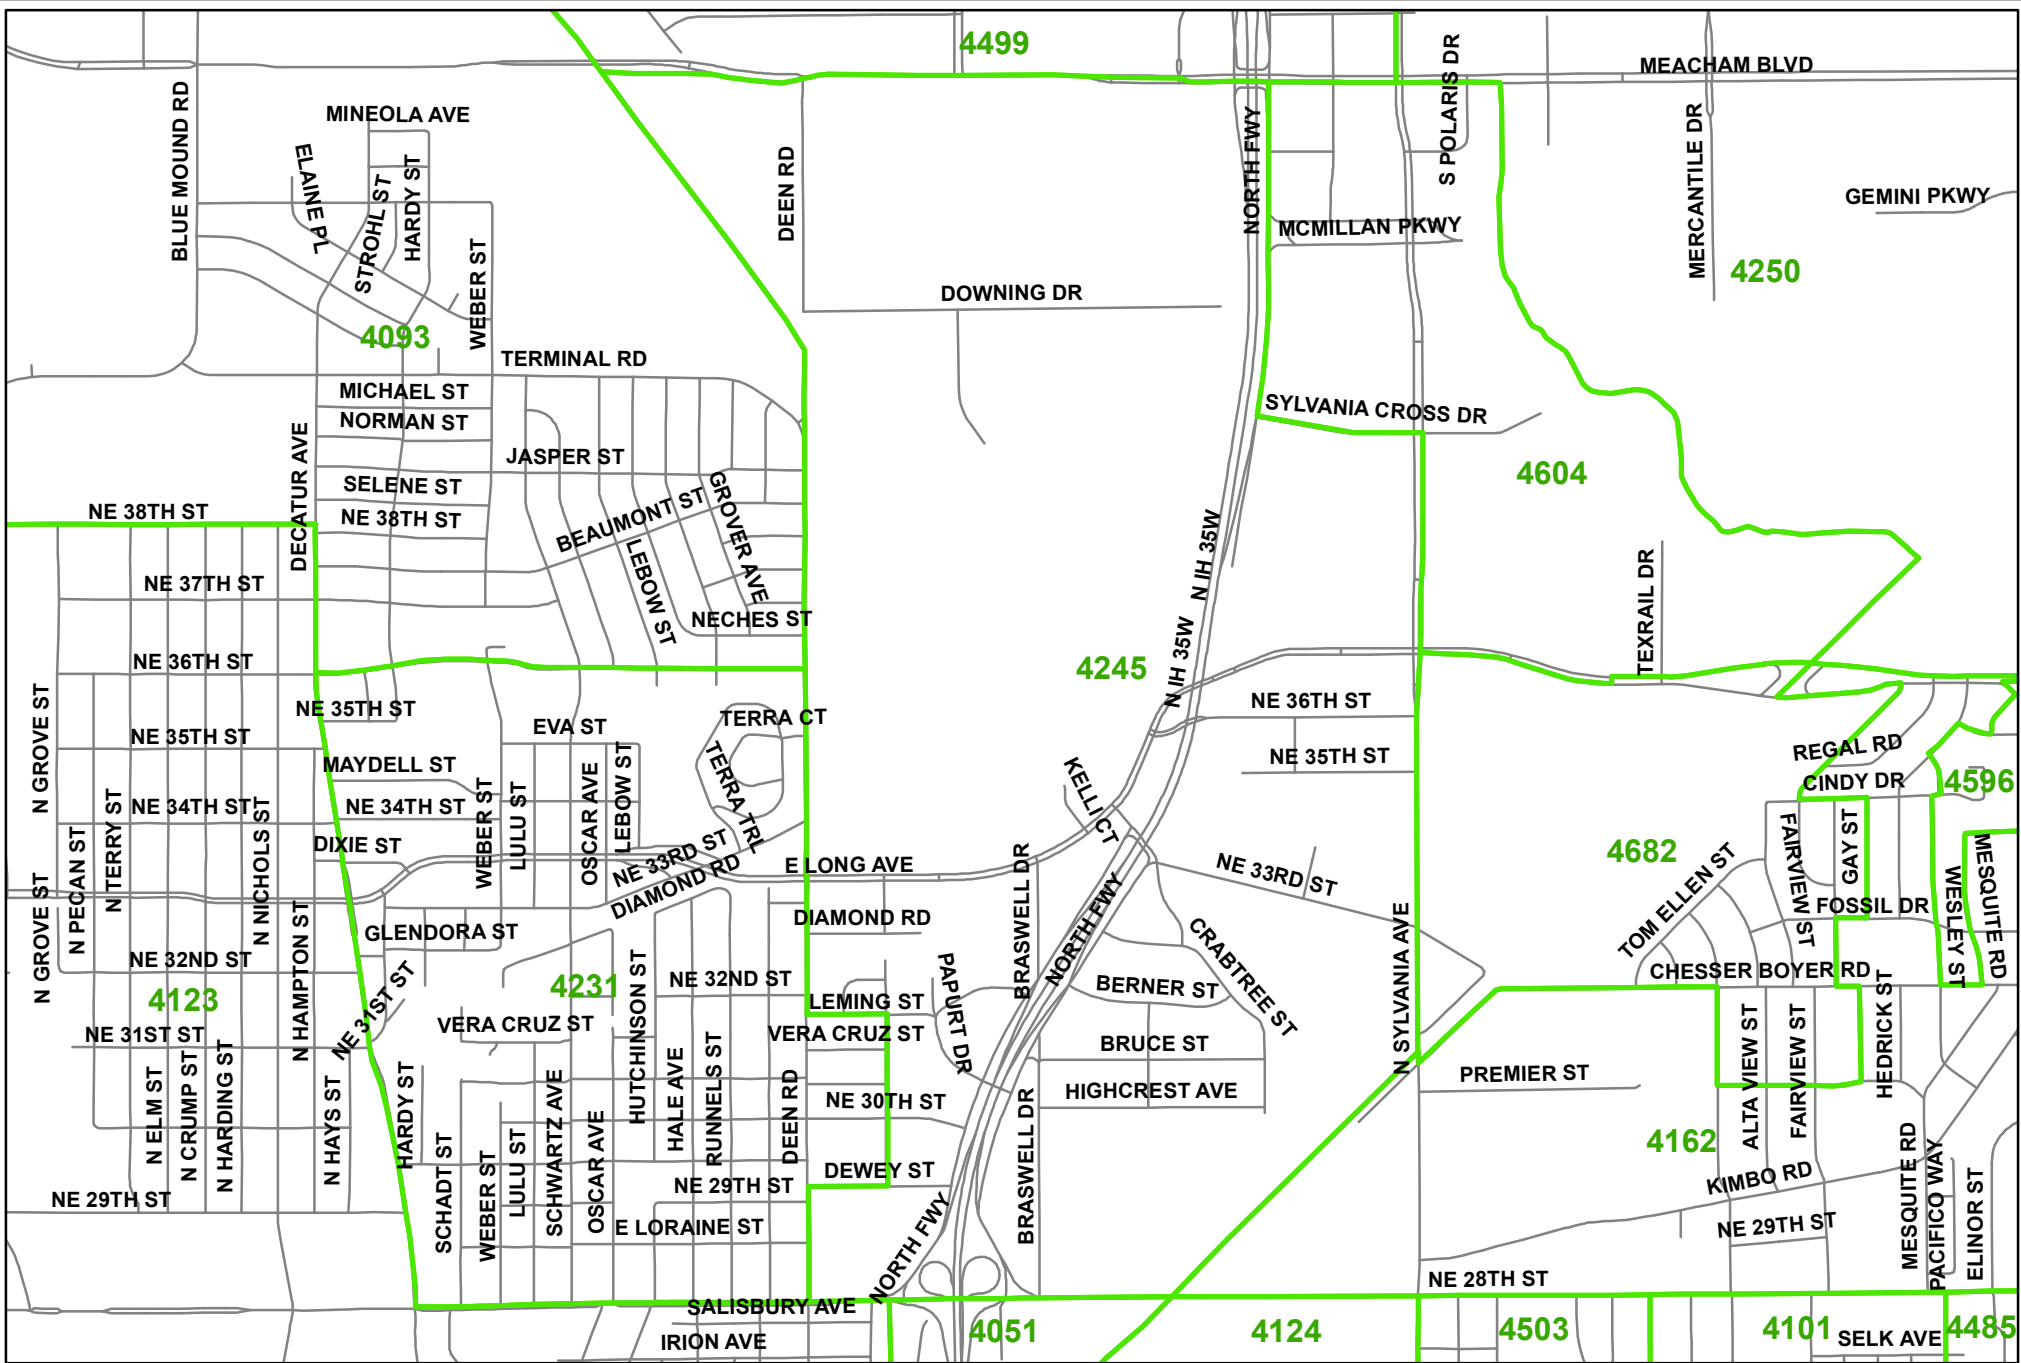 4499
MEACHAM BLVD
S POLARIS DR
BLUE MOUND RD
MINEOLA AVE
ELAINE PL
STROHL ST
HARDY ST
WEBER ST
DEEN RD
NORTH FWY
MERCANTILE DR
GEMINI PKWY
MCMILLAN PKWY
4250
DOWNING DR
4093
TERMINAL RD
MICHAEL ST
NORMAN ST
SYLVANIA CROSS DR
DECATUR AVE
JASPER ST
SELENE ST
4604
NE 38TH ST
NE 38TH ST
BEAUMONT ST
GROVER AVE
LEBOW ST
N IH 35W
NE 37TH ST
NECHES ST
TEXRAIL DR
NE 36TH ST
4245
N IH 35W
NE 36TH ST
N GROVE ST
NE 35TH ST
NE 35TH ST
EVA ST
TERRA CT
TERRA TRL
NE 35TH ST
REGAL RD
MAYDELL ST
CINDY DR
4596
N TERRY ST
NE 34TH ST
NE 34TH ST
WEBER ST
LULU ST
OSCAR AVE
LEBOW ST
KELLI CT
N PECAN ST
N NICHOLS ST
DIXIE ST
NE 33RD ST
DIAMOND RD
E LONG AVE
BRASWELL DR
NE 33RD ST
4682
FAIRVIEW ST
GAY ST
MESQUITE RD
WESLEY ST
TOM ELLEN ST
FOSSIL DR
N GROVE ST
N HAMPTON ST
GLENDORA ST
DIAMOND RD
NORTH FWY
CRABTREE ST
N SYLVANIA AVE
NE 32ND ST
4123
NE 31ST ST
4231
HUTCHINSON ST
NE 32ND ST
LEMING ST
PAPURT DR
BERNER ST
CHESSER BOYER RD
HEDRICK ST
NE 31ST ST
VERA CRUZ ST
VERA CRUZ ST
BRUCE ST
ALTA VIEW ST
FAIRVIEW ST
N ELM ST
N CRUMP ST
N HARDING ST
N HAYS ST
HARDY ST
SCHWARTZ AVE
OSCAR AVE
HALE AVE
RUNNELS ST
DEEN RD
NE 30TH ST
HIGHCREST AVE
PREMIER ST
4162
SCHADT ST
WEBER ST
LULU ST
DEWEY ST
BRASWELL DR
KIMBO RD
MESQUITE RD
PACIFICO WAY
ELINOR ST
NE 29TH ST
NE 29TH ST
E LORAINE ST
NORTH FWY
NE 29TH ST
NE 28TH ST
SALISBURY AVE
IRION AVE
4051
4124
4503
4101
SELK AVE
4485